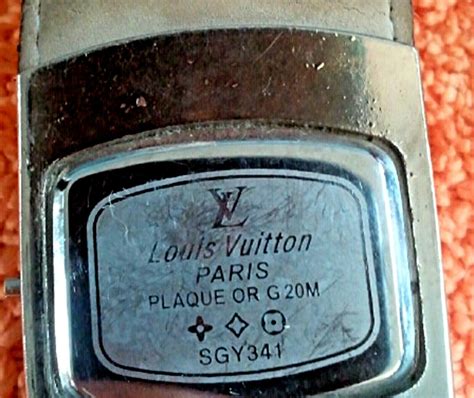 LV
Louis Vuitton
PARIS
PLAQUE OR G 20M
SGY341